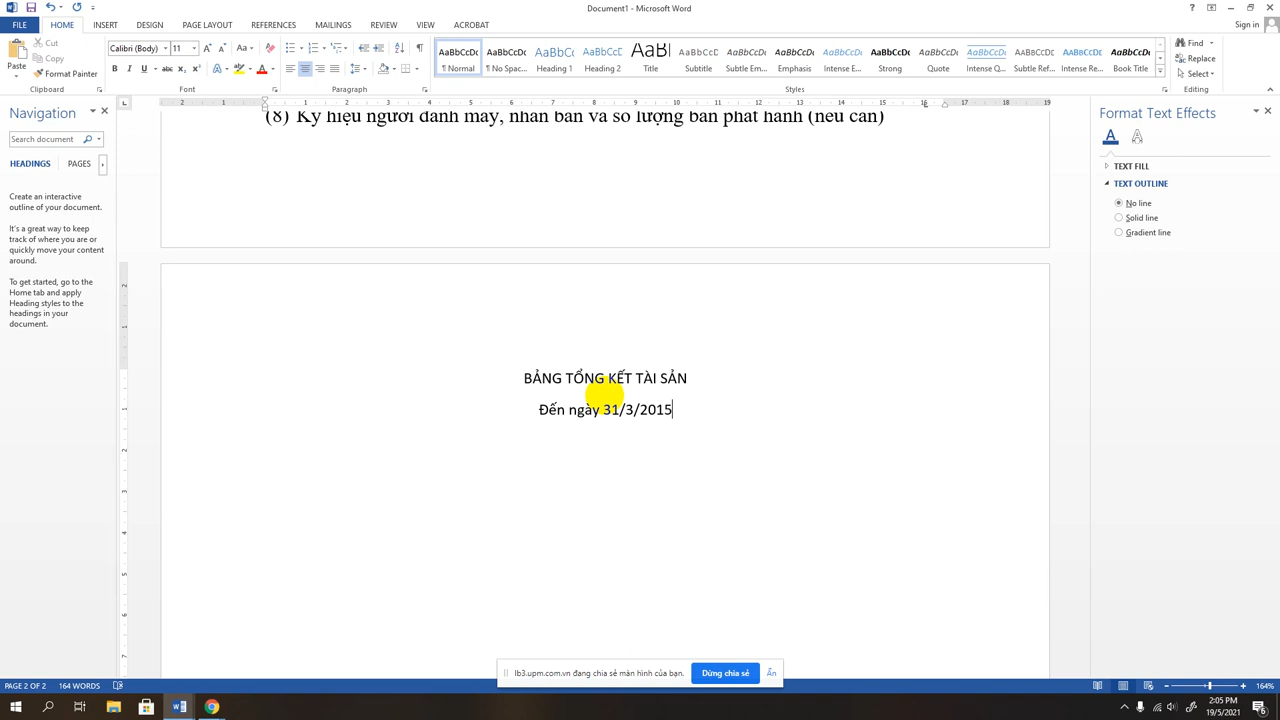 Document1 - Microsoft Word
Sign in
FILE HOME INSERT DESIGN PAGE LAYOUT REFERENCES MAILINGS REVIEW VIEW ACROBAT
Paste
Cut
Copy
Format Painter
Clipboard
Calibri (Body) 11
Font
Paragraph
AaBbCcDc ¶ Normal
AaBbCcDc ¶ No Spac...
AaBbCc Heading 1
AaBbCc Heading 2
AaBl Title
AaBbCcD Subtitle
AaBbCcDc Subtle Em...
AaBbCcDc Emphasis
AaBbCcDc Intense E...
AaBbCcDc Strong
AaBbCcDc Quote
AaBbCcDc Intense Q...
AaBbCcDc Subtle Ref...
AaBbCcDc Intense Re...
AaBbCcDc Book Title
Styles
Find
Replace
Select
Editing
Navigation
Search document
HEADINGS PAGES
Create an interactive
outline of your document.
It's a great way to keep
track of where you are or
quickly move your content
around.
To get started, go to the
Home tab and apply
Heading styles to the
headings in your
document.
(8) Ký hiệu người đánh máy, nhân bản và số lượng bản phát hành (nếu cần)
BẢNG TỔNG KẾT TÀI SẢN
Đến ngày 31/3/2015
Format Text Effects
TEXT FILL
TEXT OUTLINE
No line
Solid line
Gradient line
lb3.upm.com.vn đang chia sẻ màn hình của bạn. Dừng chia sẻ Ẩn
PAGE 2 OF 2 164 WORDS 164%
2:05 PM
19/5/2021